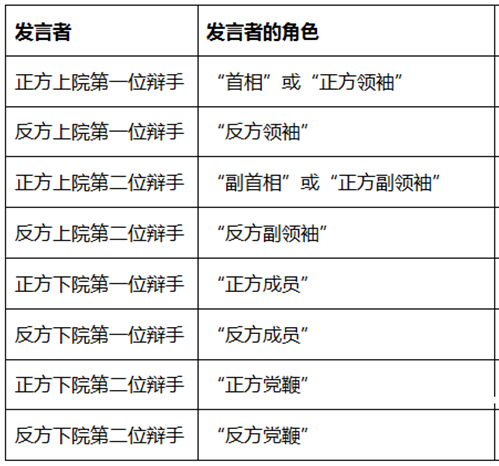 发言者 发言者的角色
正方上院第一位辩手 “首相”或“正方领袖”
反方上院第一位辩手 “反方领袖”
正方上院第二位辩手 “副首相”或“正方副领袖”
反方上院第二位辩手 “反方副领袖”
正方下院第一位辩手 “正方成员”
反方下院第一位辩手 “反方成员”
正方下院第二位辩手 “正方党鞭”
反方下院第二位辩手 “反方党鞭”